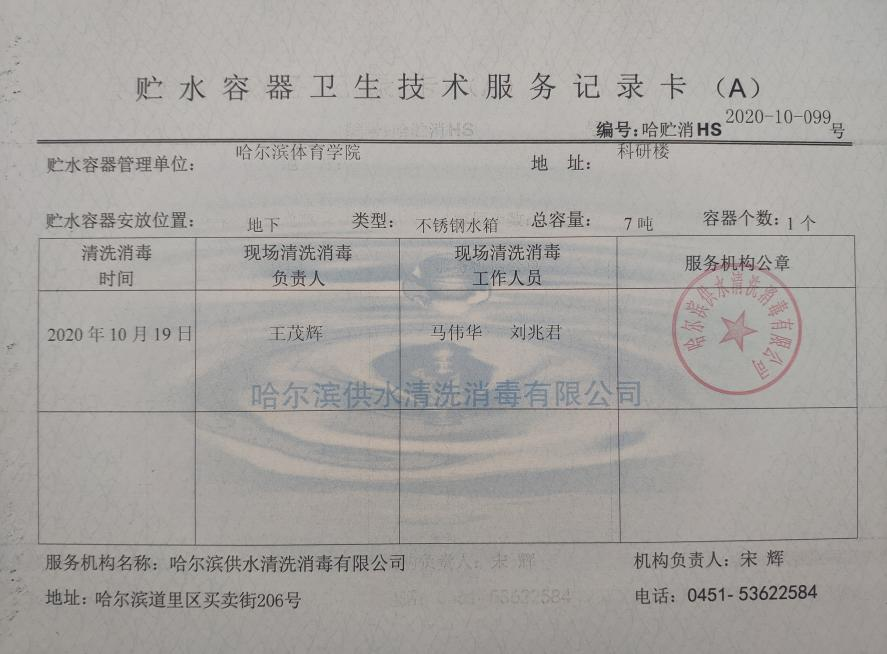 贮水容器卫生技术服务记录卡（A）
编号:哈贮消HS 2020-10-099 号
贮水容器管理单位: 哈尔滨体育学院 地 址: 科研楼
贮水容器安放位置: 地下 类型: 不锈钢水箱 总容量: 7吨 容器个数: 1个
清洗消毒 现场清洗消毒 现场清洗消毒 服务机构公章
时间 负责人 工作人员
哈尔滨供水清洗消毒有限公司
2020年10月19日 王茂辉 马伟华 刘兆君
哈尔滨供水清洗消毒有限公司
服务机构名称: 哈尔滨供水清洗消毒有限公司 机构负责人: 宋 辉
地址: 哈尔滨道里区买卖街206号 电话: 0451-53622584